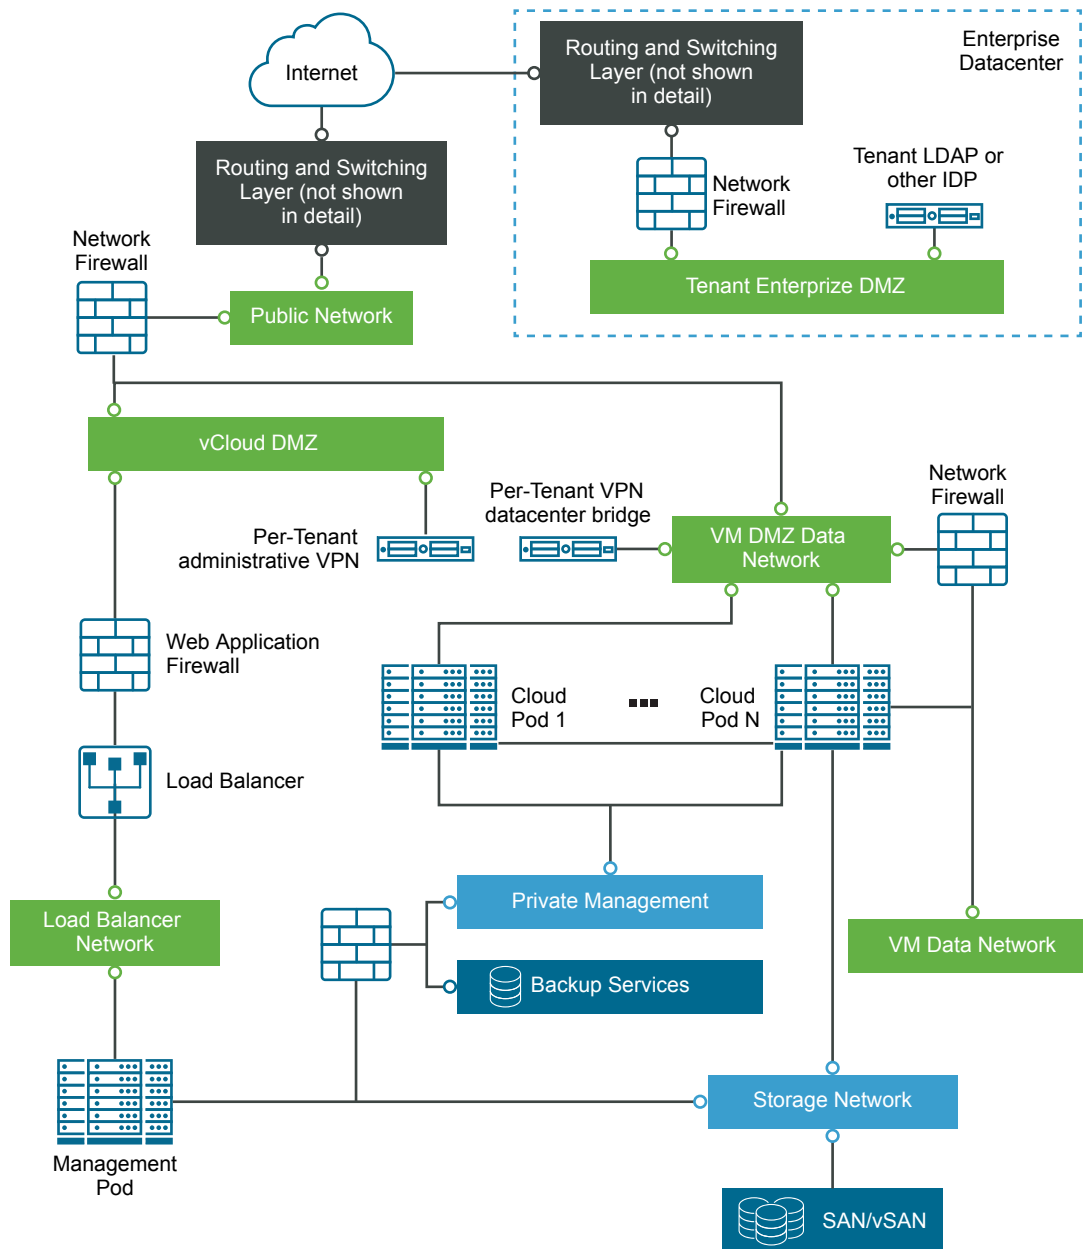 Internet
Routing and Switching
Layer (not shown
in detail)
Enterprise
Datacenter
Routing and Switching
Layer (not shown
in detail)
Network
Firewall
Tenant LDAP or
other IDP
Tenant Enterprize DMZ
Network
Firewall
Public Network
vCloud DMZ
Per-Tenant
administrative VPN
Per-Tenant VPN
datacenter bridge
VM DMZ Data
Network
Network
Firewall
Web Application
Firewall
Cloud
Pod 1
Cloud
Pod N
Load Balancer
Private Management
Load Balancer
Network
VM Data Network
Backup Services
Storage Network
Management
Pod
SAN/vSAN